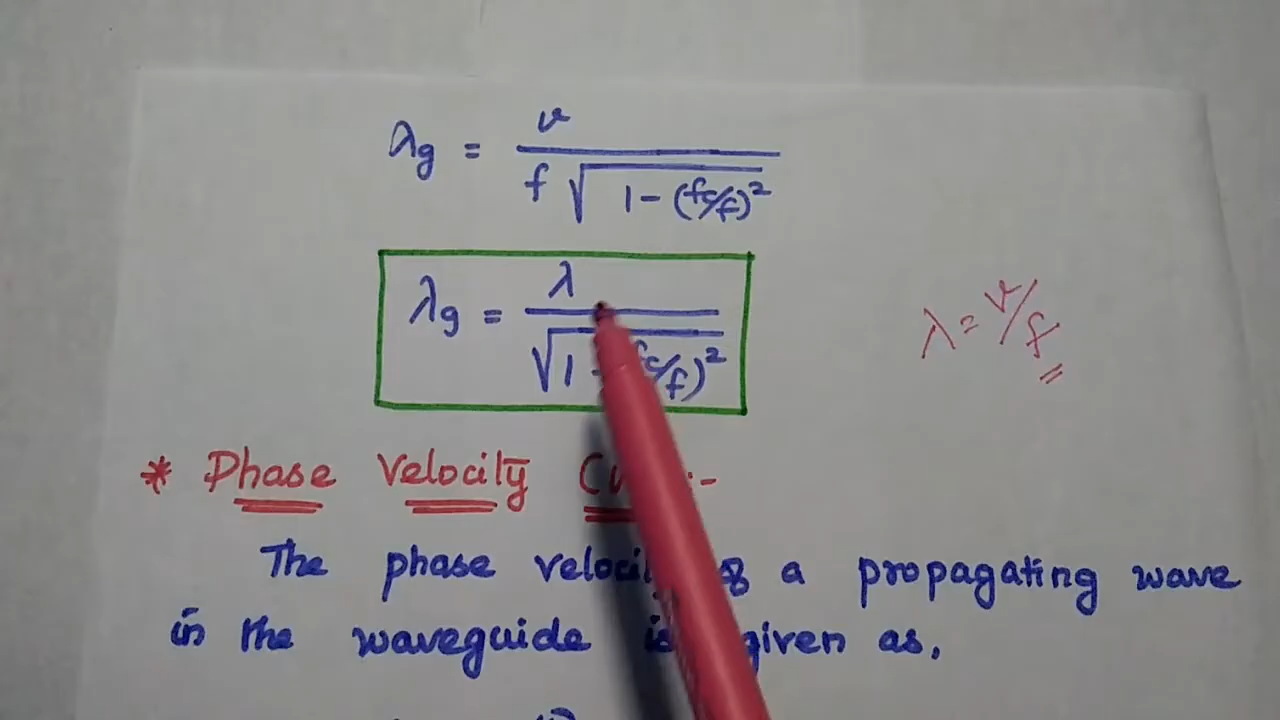 λg = v / f √1-(fc/f)²
λg = λ / √1 - (fc/f)²
λ = v/f
* Phase Velocity :-
The phase velocity of a propagating wave
in the waveguide is given as,